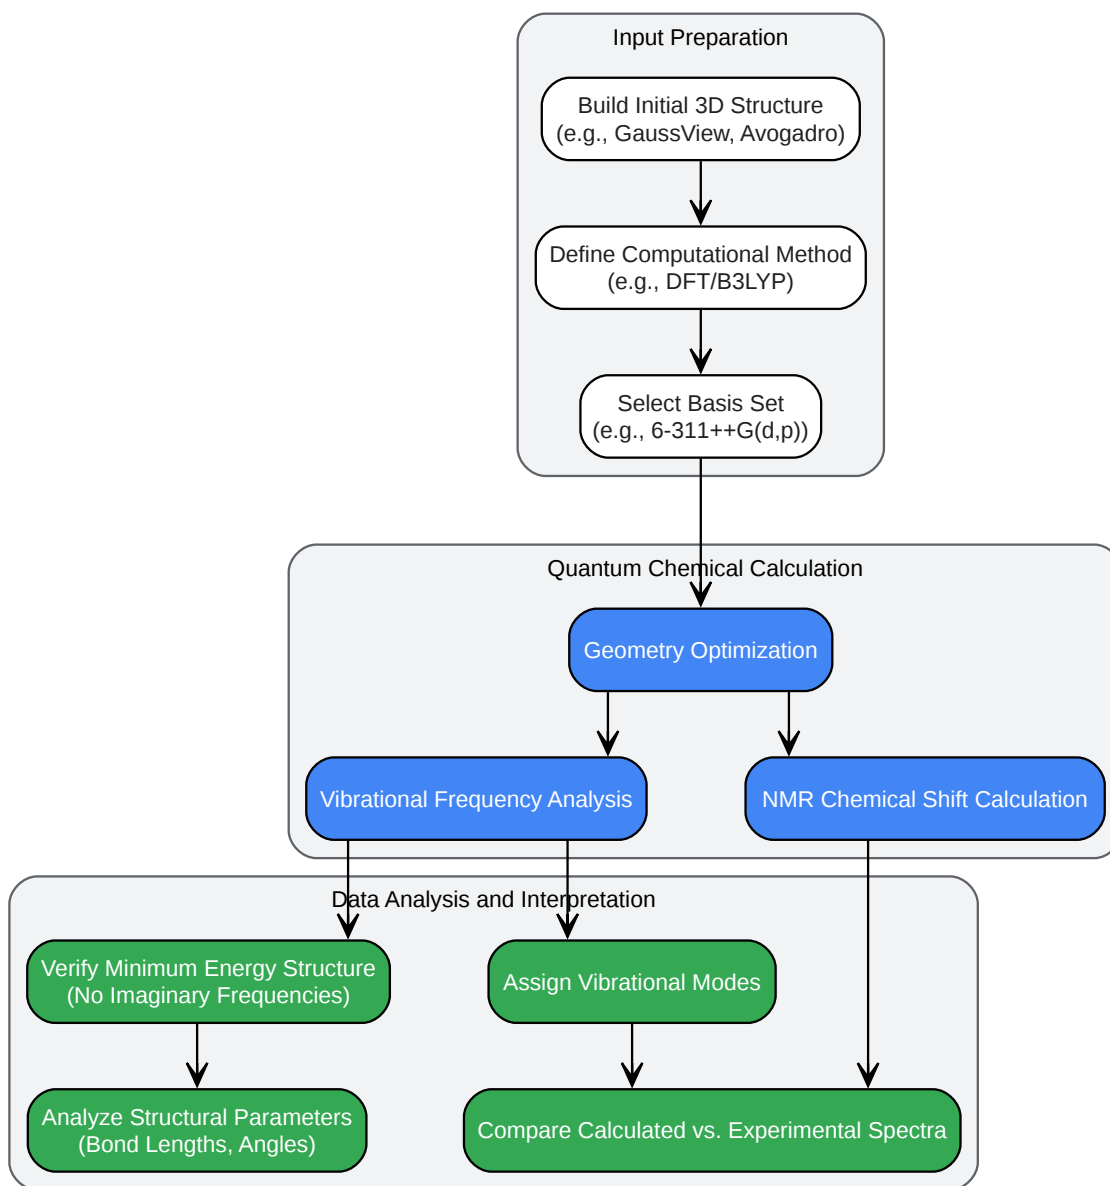 Input Preparation
Build Initial 3D Structure
(e.g., GaussView, Avogadro)
Define Computational Method
(e.g., DFT/B3LYP)
Select Basis Set
(e.g., 6-311++G(d,p))
Quantum Chemical Calculation
Geometry Optimization
Vibrational Frequency Analysis
NMR Chemical Shift Calculation
Data Analysis and Interpretation
Verify Minimum Energy Structure
(No Imaginary Frequencies)
Assign Vibrational Modes
Analyze Structural Parameters
(Bond Lengths, Angles)
Compare Calculated vs. Experimental Spectra